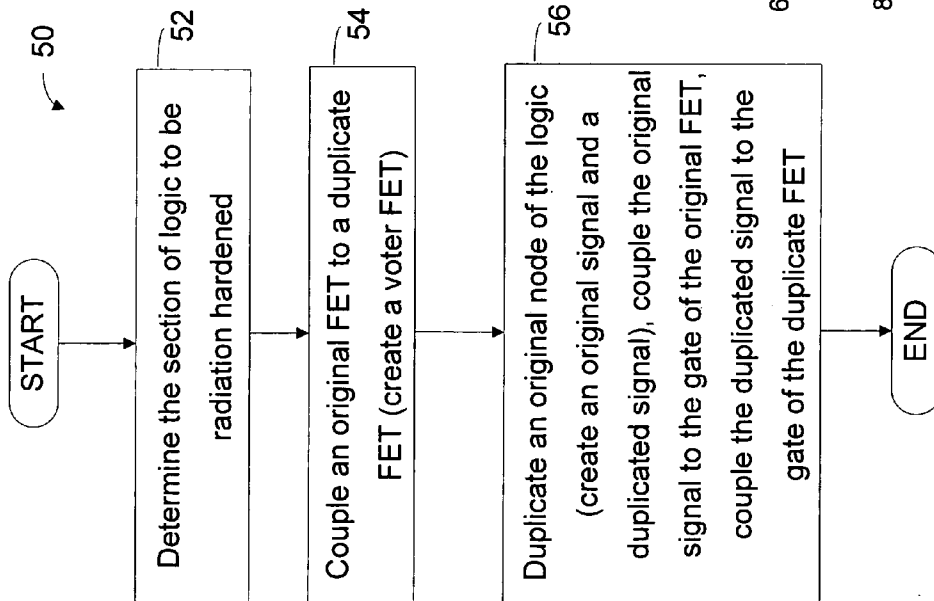 50
START
52
Determine the section of logic to be
radiation hardened
54
Couple an original FET to a duplicate
FET (create a voter FET)
56
Duplicate an original node of the logic
(create an original signal and a
duplicated signal), couple the original
signal to the gate of the original FET,
couple the duplicated signal to the
gate of the duplicate FET
END
6
8